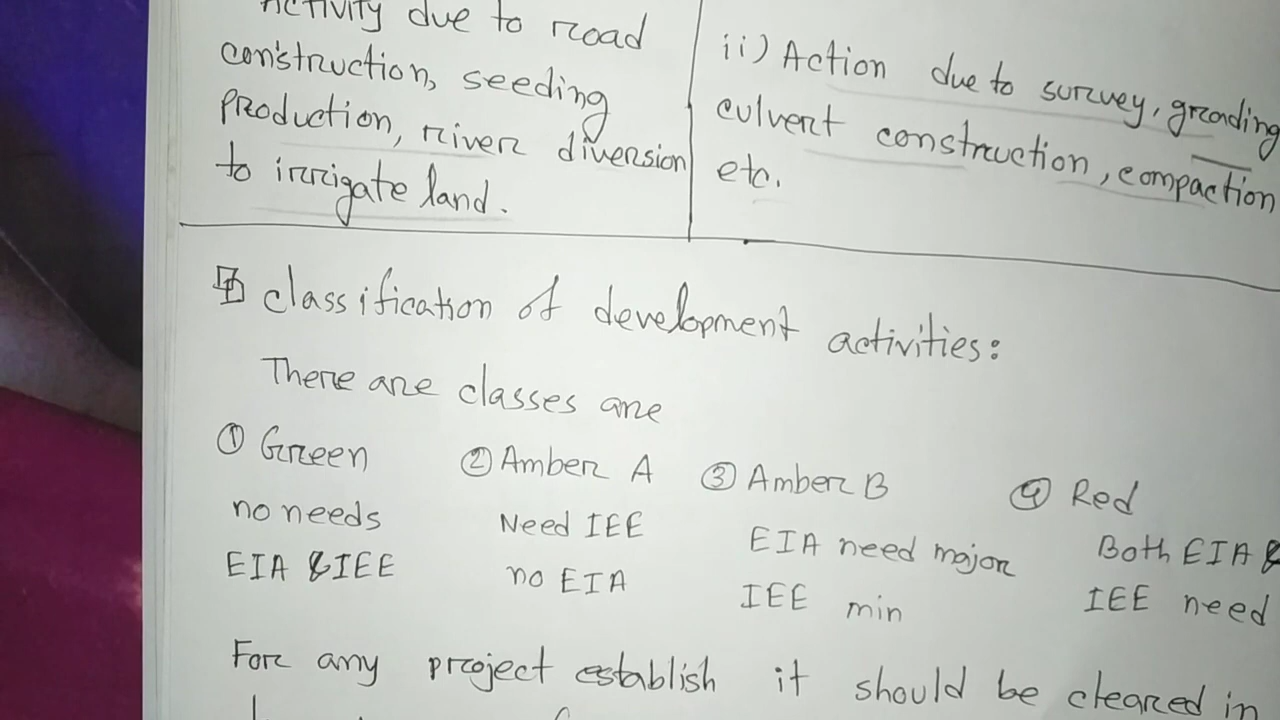 Activity due to road
construction, seeding
production, river diversion
to irrigate land.
ii) Action due to survey, grading
culvert construction, compaction
etc.
classification of development activities:
There are classes are
① Green ② Amber A ③ Amber B ④ Red
no needs Need IEE EIA need major Both EIA &
EIA & IEE no EIA IEE min IEE need
For any project establish it should be cleared in